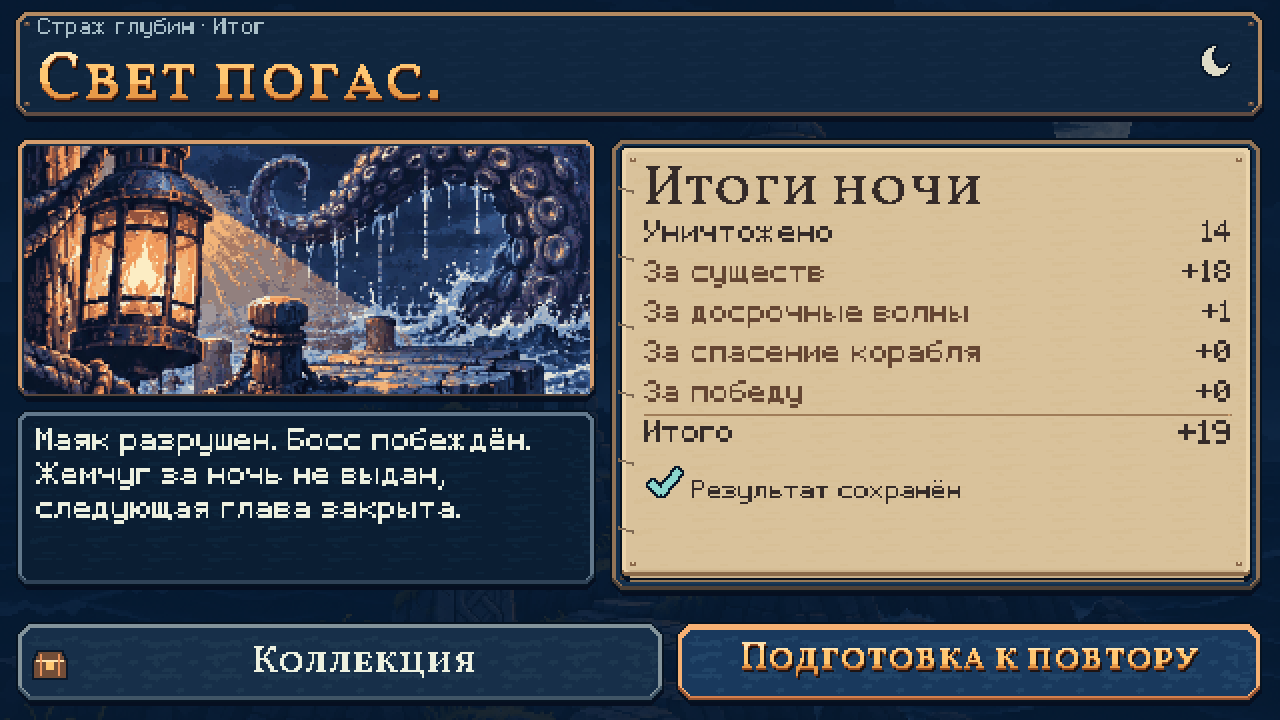 Страж глубин · Итог
Свет погас.
Маяк разрушен. Босс побеждён.
Жемчуг за ночь не выдан,
следующая глава закрыта.
Итоги ночи
Уничтожено 14
За существ +18
За досрочные волны +1
За спасение корабля +0
За победу +0
Итого +19
Результат сохранён
Коллекция
Подготовка к повтору